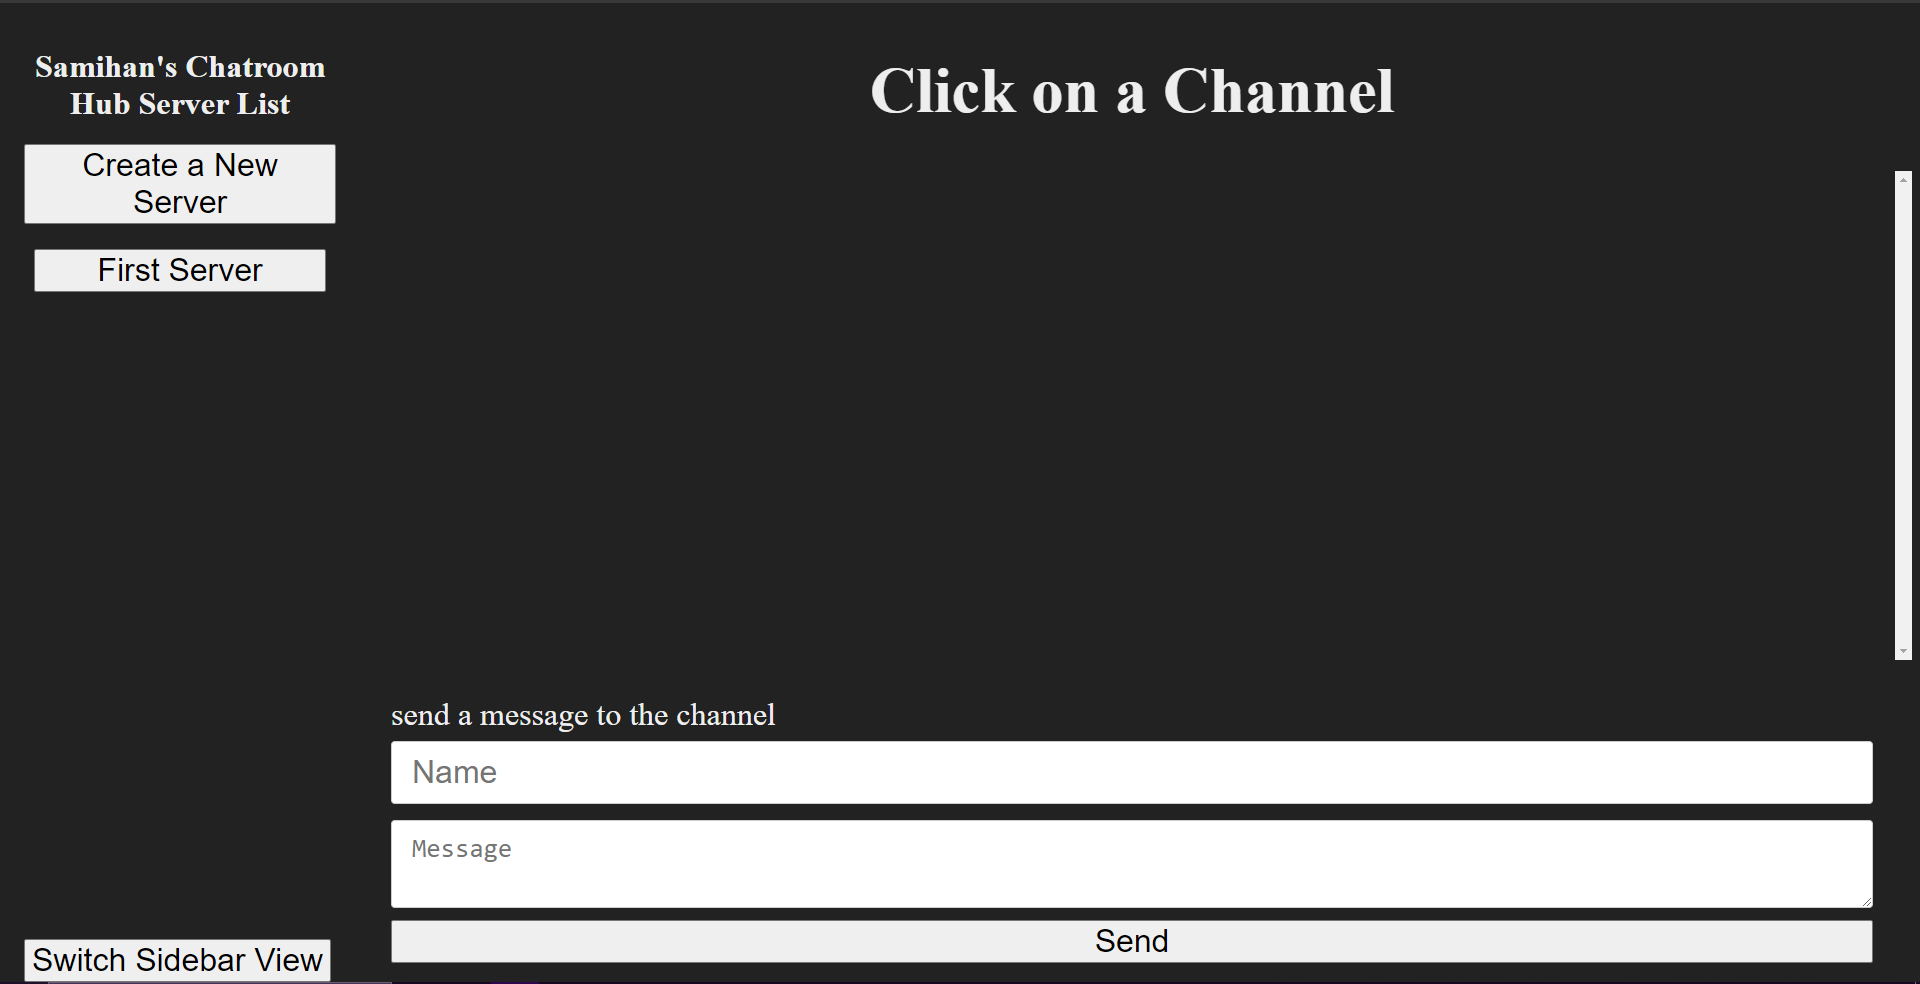 Samihan's Chatroom
Hub Server List
Create a New
Server
First Server
Switch Sidebar View
Click on a Channel
send a message to the channel
Name
Message
Send